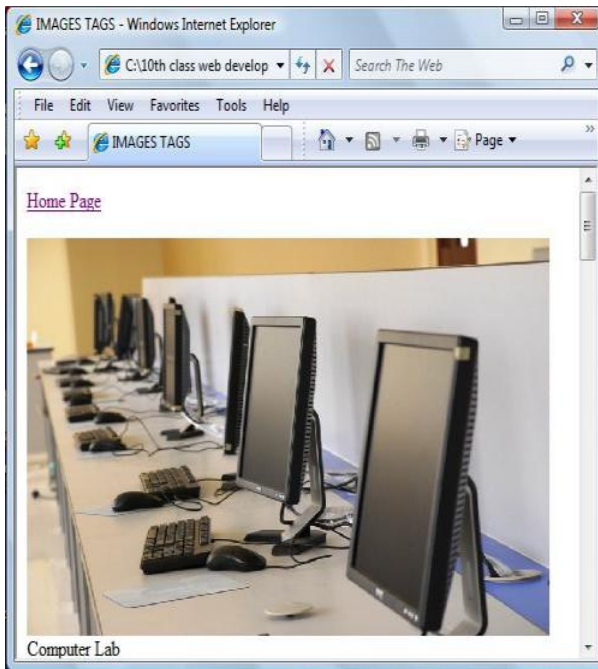 IMAGES TAGS - Windows Internet Explorer
C:\10th class web develop
Search The Web
File Edit View Favorites Tools Help
IMAGES TAGS
Page
Home Page
Computer Lab